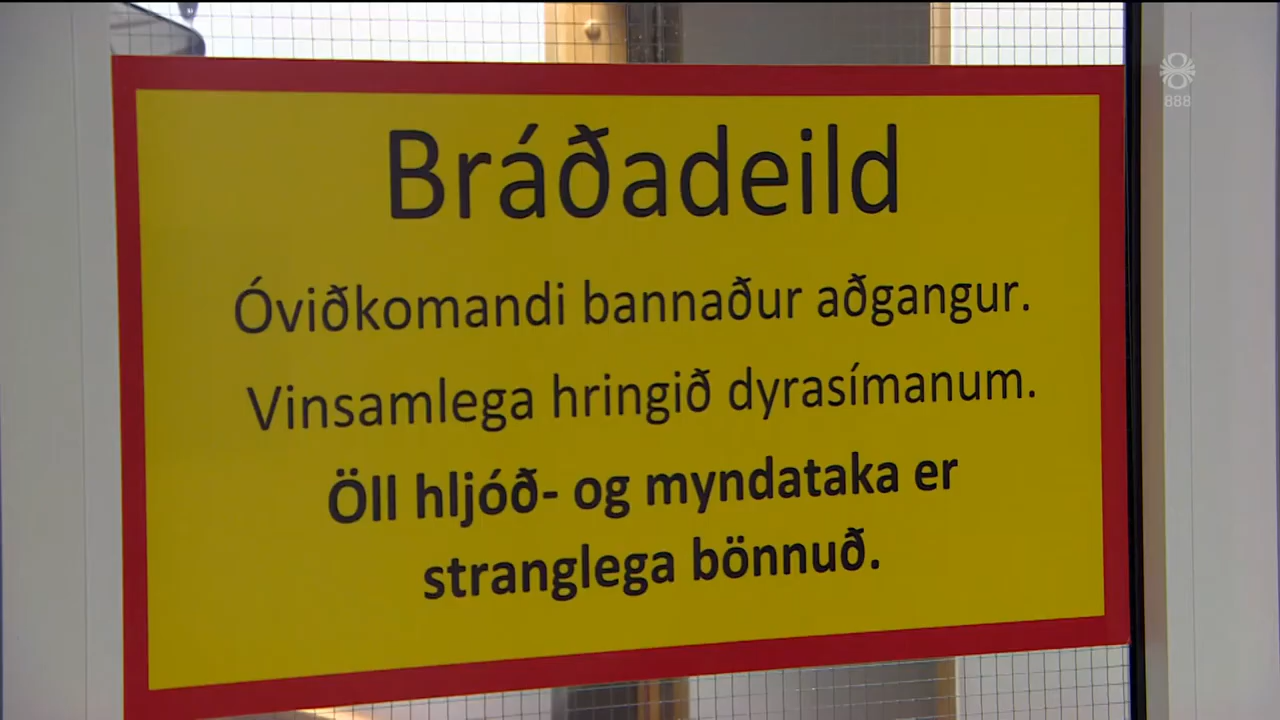 Bráðadeild
Óviðkomandi bannaður aðgangur.
Vinsamlega hringið dyrasímanum.
Öll hljóð- og myndataka er
stranglega bönnuð.
888